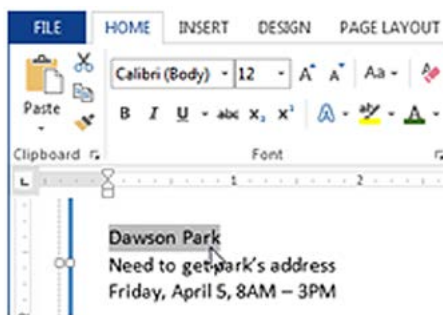 FILE HOME INSERT DESIGN PAGE LAYOUT
Calibri (Body) 12 A A Aa
Paste
B I U abc X₂ X² A aby A
Clipboard Font
L 1 2
Dawson Park
Need to get park's address
Friday, April 5, 8AM – 3PM